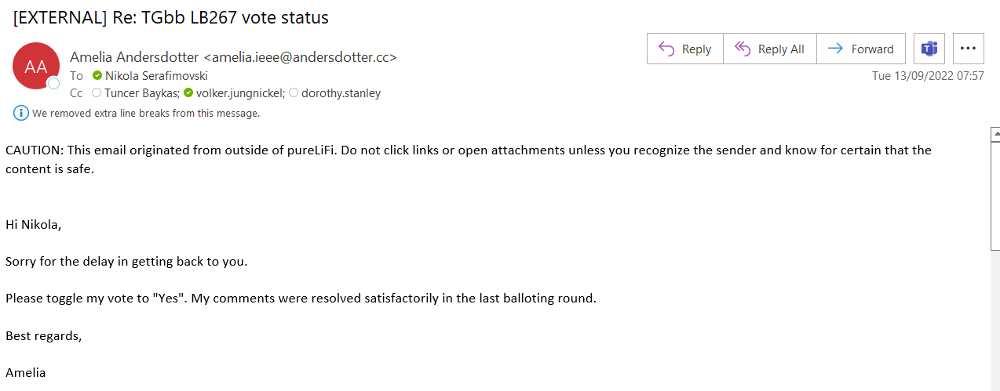 [EXTERNAL] Re: TGbb LB267 vote status
AA
Amelia Andersdotter <amelia.ieee@andersdotter.cc>
Reply
Reply All
Forward
To Nikola Serafimovski
Tue 13/09/2022 07:57
Cc Tuncer Baykas; volker.jungnickel; dorothy.stanley
We removed extra line breaks from this message.
CAUTION: This email originated from outside of pureLiFi. Do not click links or open attachments unless you recognize the sender and know for certain that the
content is safe.
Hi Nikola,
Sorry for the delay in getting back to you.
Please toggle my vote to "Yes". My comments were resolved satisfactorily in the last balloting round.
Best regards,
Amelia